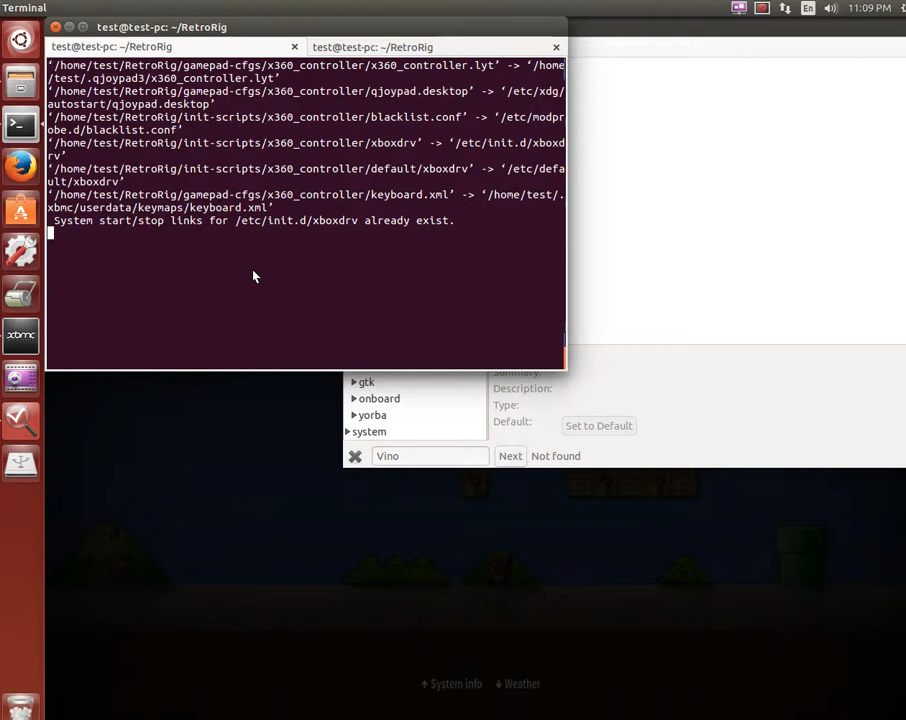 Terminal
En
11:09 PM
test@test-pc: ~/RetroRig
test@test-pc: ~/RetroRig
test@test-pc: ~/RetroRig
‘/home/test/RetroRig/gamepad-cfgs/x360_controller/x360_controller.lyt’ -> ‘/home
/test/.qjoypad3/x360_controller.lyt’
‘/home/test/RetroRig/gamepad-cfgs/x360_controller/qjoypad.desktop’ -> ‘/etc/xdg/
autostart/qjoypad.desktop’
‘/home/test/RetroRig/init-scripts/x360_controller/blacklist.conf’ -> ‘/etc/modpr
obe.d/blacklist.conf’
‘/home/test/RetroRig/init-scripts/x360_controller/xboxdrv’ -> ‘/etc/init.d/xboxd
rv’
‘/home/test/RetroRig/init-scripts/x360_controller/default/xboxdrv’ -> ‘/etc/defa
ult/xboxdrv’
‘/home/test/RetroRig/gamepad-cfgs/x360_controller/keyboard.xml’ -> ‘/home/test/.
xbmc/userdata/keymaps/keyboard.xml’
System start/stop links for /etc/init.d/xboxdrv already exist.
xbmc
gtk
onboard
yorba
system
Summary:
Description:
Type:
Default:
Set to Default
Vino
Next
Not found
System info
Weather